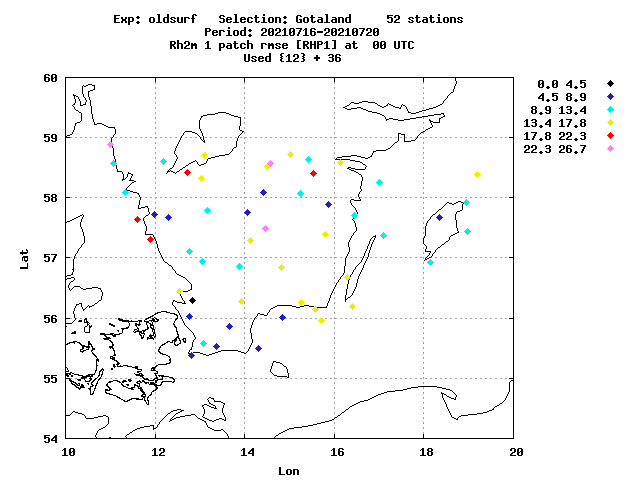 Exp: oldsurf   Selection: Gotaland     52 stations
Period: 20210716-20210720
Rh2m 1 patch rmse [RHP1] at  00 UTC
Used {12} + 36
60
59
58
57
56
55
54
Lat
10 12 14 16 18 20
Lon
0.0 4.5
4.5 8.9
8.9 13.4
13.4 17.8
17.8 22.3
22.3 26.7